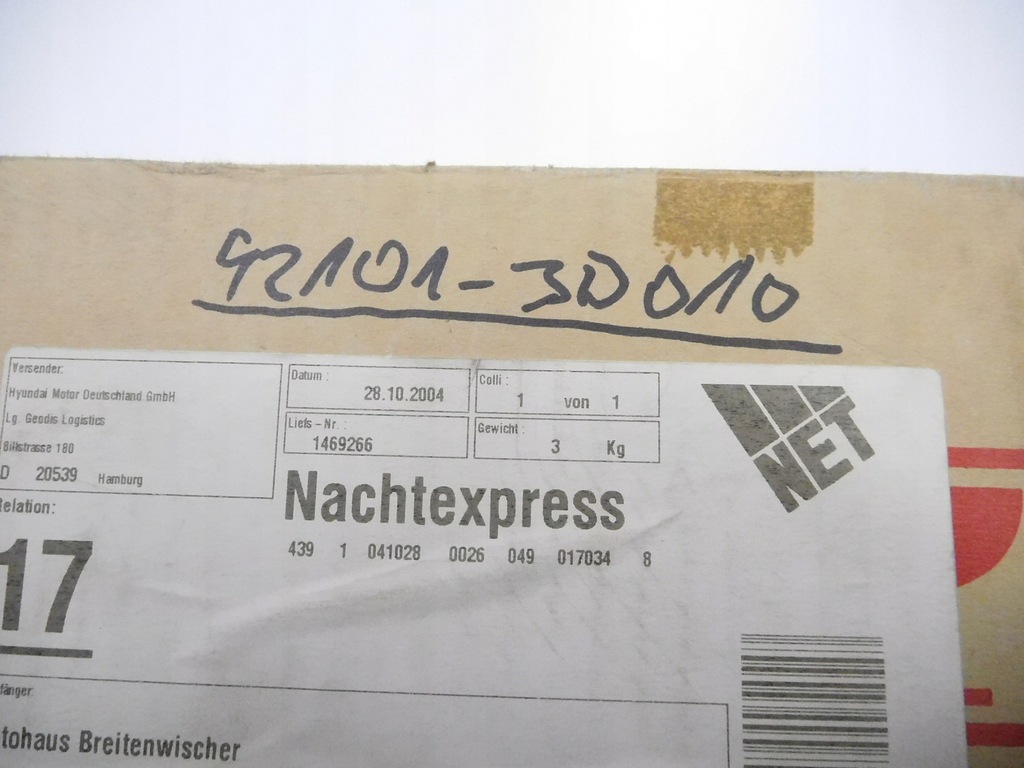 92101-3D010
Versender:
Hyundai Motor Deutschland GmbH
Lg. Geodis Logistics
Billstrasse 180
D 20539 Hamburg
Datum :
28.10.2004
Colli :
1 von 1
Liefs - Nr. :
1469266
Gewicht :
3 Kg
NET
Nachtexpress
439 1 041028 0026 049 017034 8
Relation:
17
fänger:
tohaus Breitenwischer